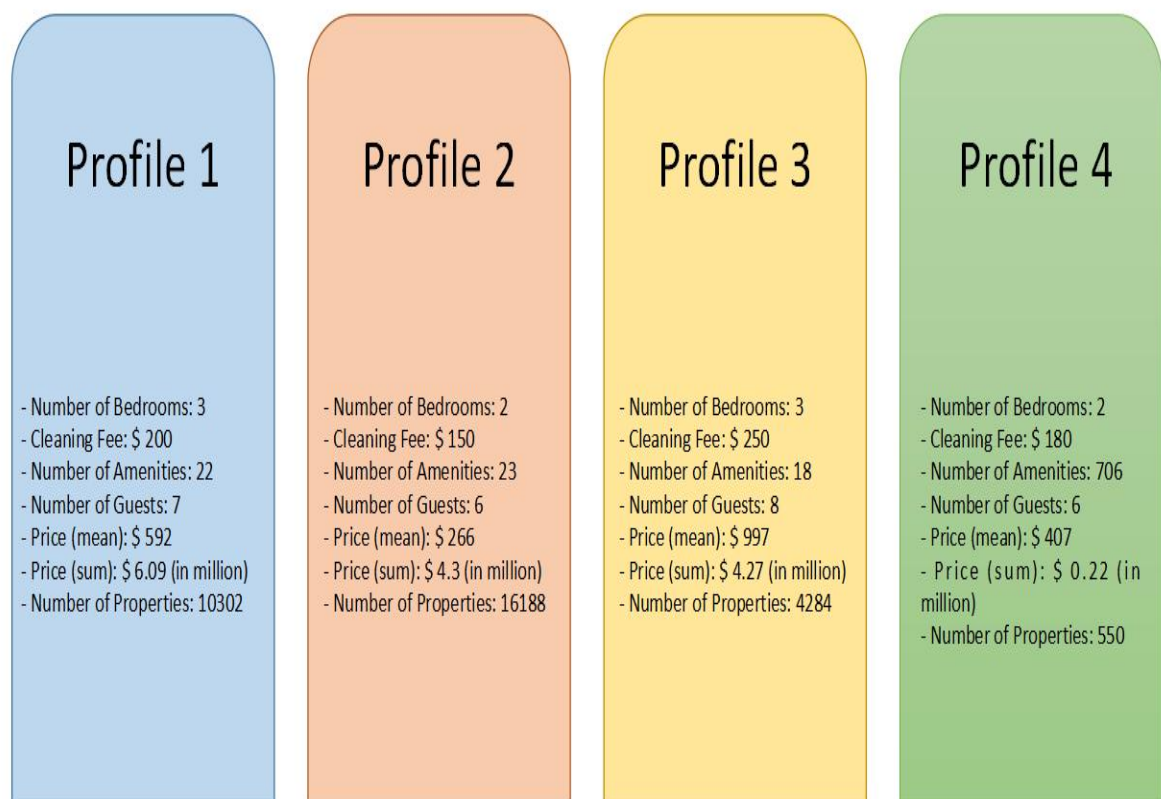 Profile 1
- Number of Bedrooms: 3
- Cleaning Fee: $ 200
- Number of Amenities: 22
- Number of Guests: 7
- Price (mean): $ 592
- Price (sum): $ 6.09 (in million)
- Number of Properties: 10302
Profile 2
- Number of Bedrooms: 2
- Cleaning Fee: $ 150
- Number of Amenities: 23
- Number of Guests: 6
- Price (mean): $ 266
- Price (sum): $ 4.3 (in million)
- Number of Properties: 16188
Profile 3
- Number of Bedrooms: 3
- Cleaning Fee: $ 250
- Number of Amenities: 18
- Number of Guests: 8
- Price (mean): $ 997
- Price (sum): $ 4.27 (in million)
- Number of Properties: 4284
Profile 4
- Number of Bedrooms: 2
- Cleaning Fee: $ 180
- Number of Amenities: 706
- Number of Guests: 6
- Price (mean): $ 407
- Price (sum): $ 0.22 (in
million)
- Number of Properties: 550